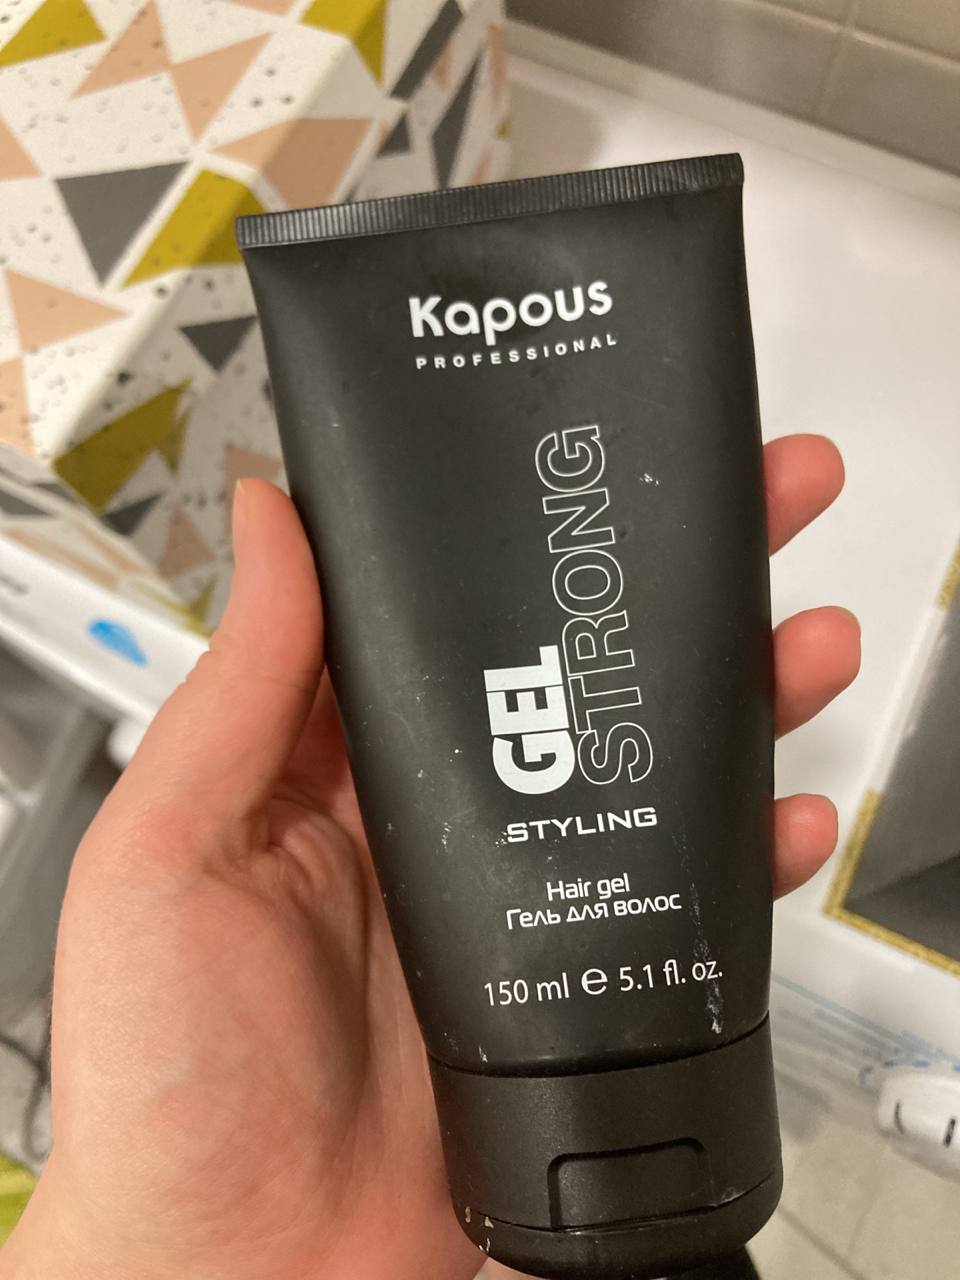 Kapous
PROFESSIONAL
GEL
STRONG
STYLING
Hair gel
Гель для волос
150 ml e 5.1 fl. oz.